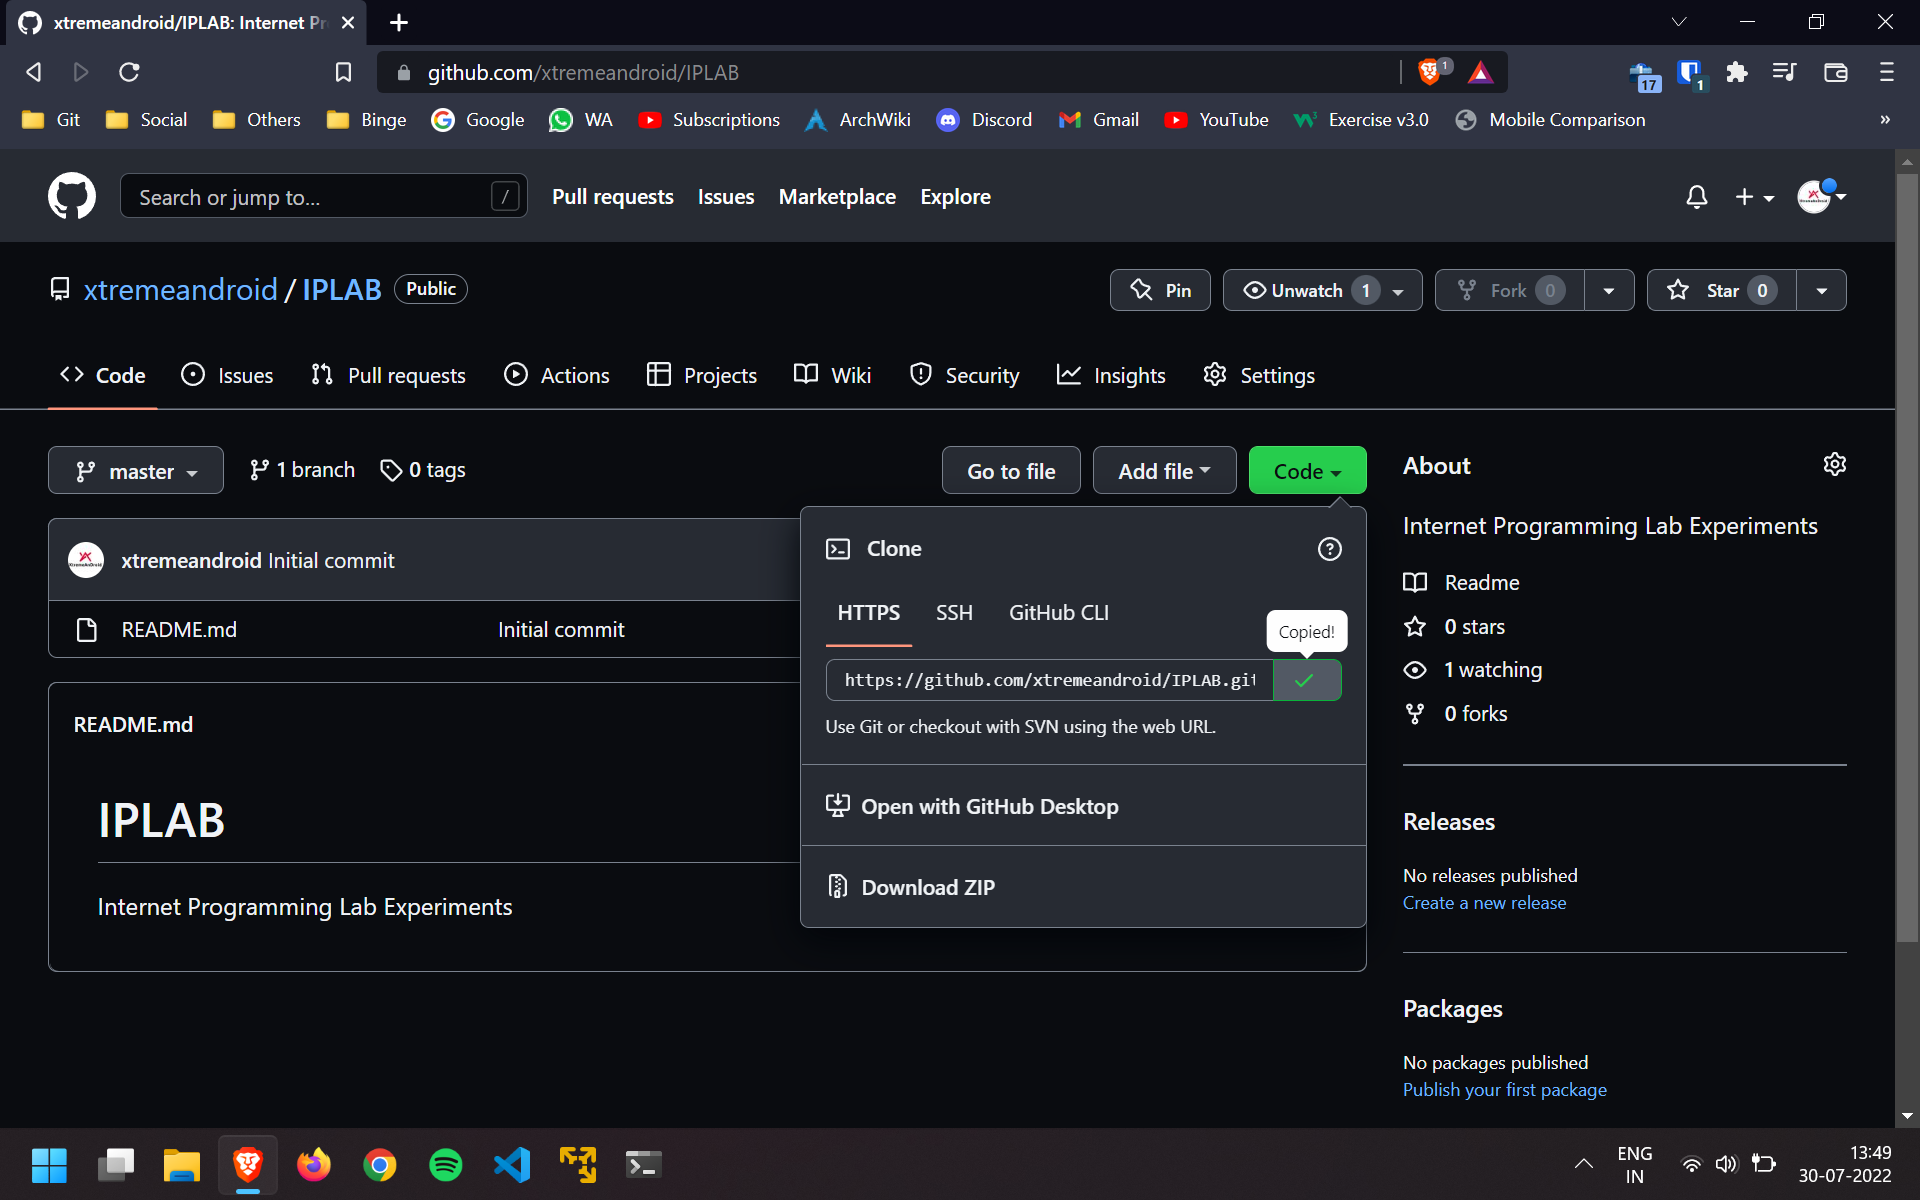 xtremeandroid/IPLAB: Internet Pr
github.com/xtremeandroid/IPLAB
1
17
1
Git
Social
Others
Binge
Google
WA
Subscriptions
ArchWiki
Discord
Gmail
YouTube
Exercise v3.0
Mobile Comparison
»
Search or jump to...
/
Pull requests
Issues
Marketplace
Explore
xtremeandroid / IPLAB
Public
Pin
Unwatch 1
Fork 0
Star 0
Code
Issues
Pull requests
Actions
Projects
Wiki
Security
Insights
Settings
master
1 branch
0 tags
Go to file
Add file
Code
xtremeandroid Initial commit
README.md
Initial commit
README.md
IPLAB
Internet Programming Lab Experiments
Clone
HTTPS
SSH
GitHub CLI
Copied!
https://github.com/xtremeandroid/IPLAB.git
Use Git or checkout with SVN using the web URL.
Open with GitHub Desktop
Download ZIP
About
Internet Programming Lab Experiments
Readme
0 stars
1 watching
0 forks
Releases
No releases published
Create a new release
Packages
No packages published
Publish your first package
ENG
IN
13:49
30-07-2022